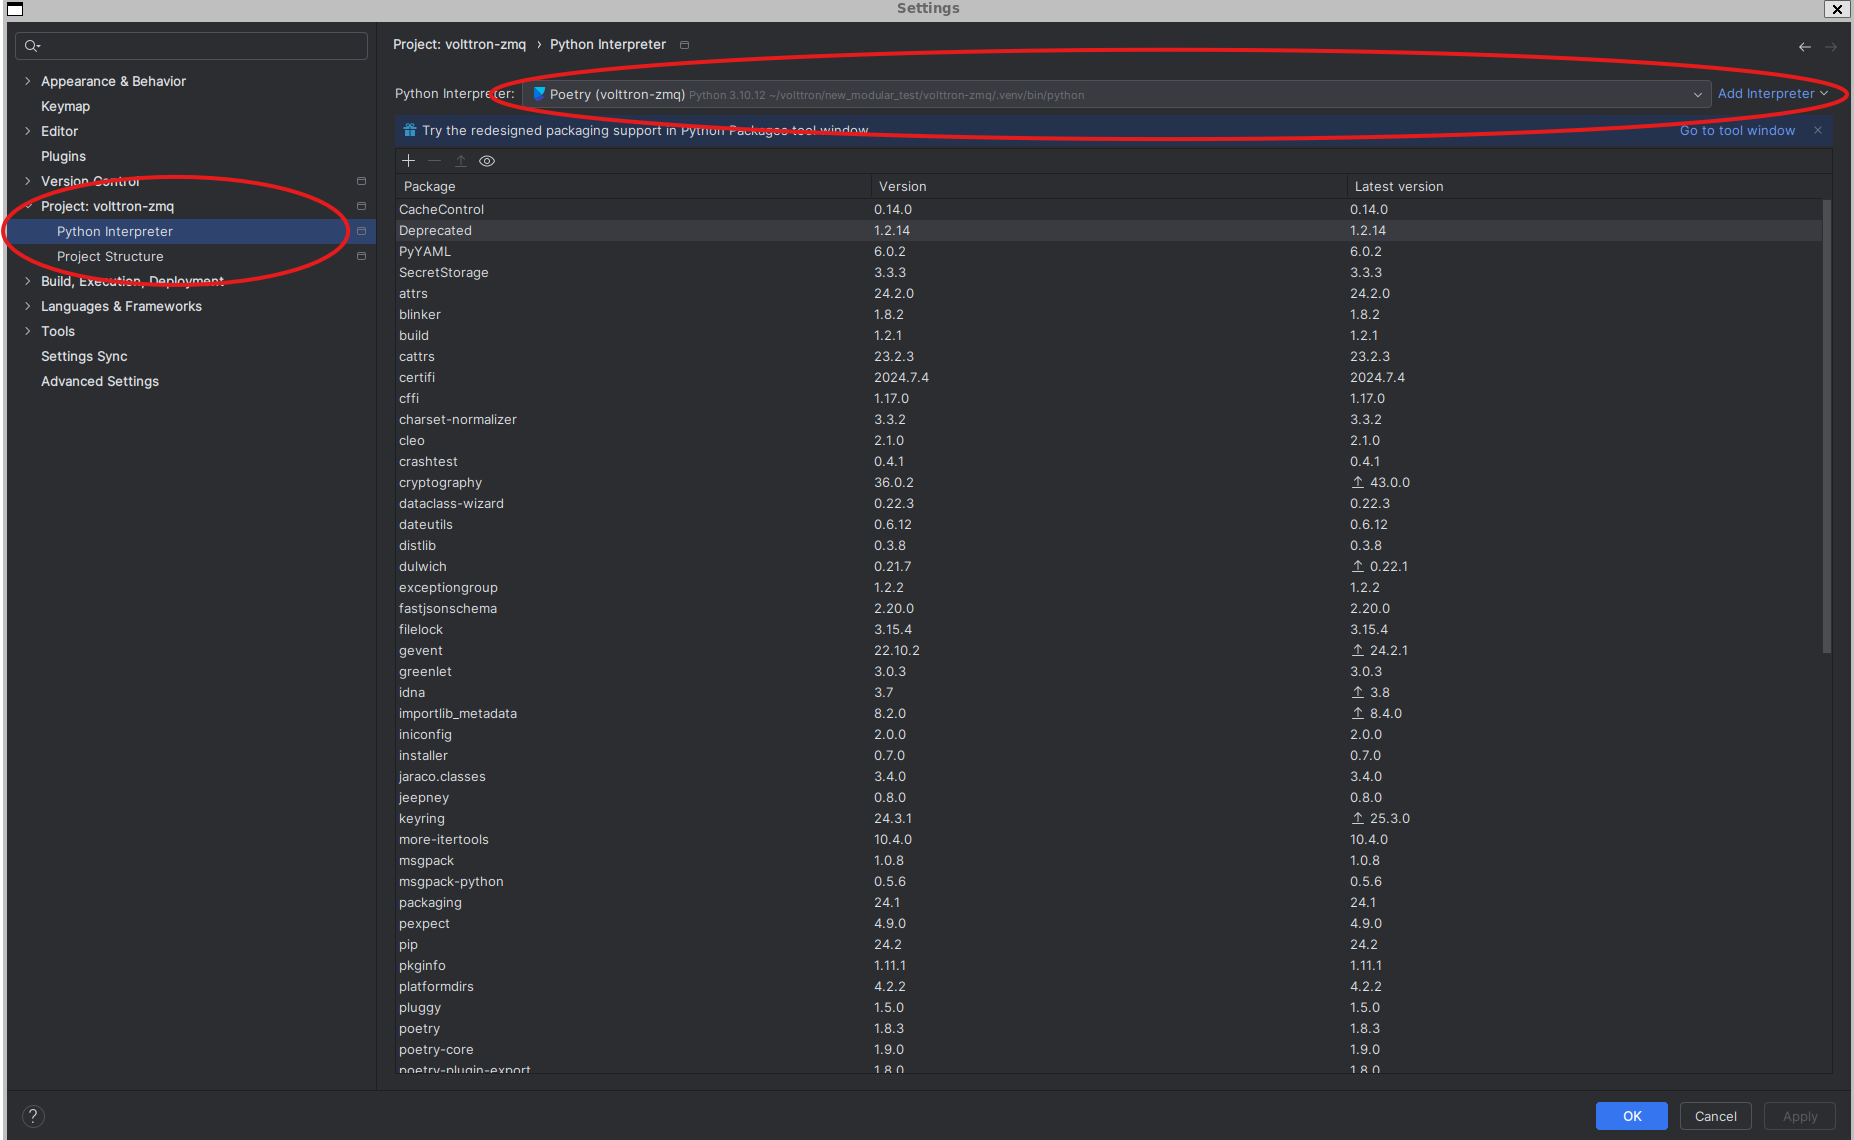 Settings
Project: volttron-zmq › Python Interpreter
Appearance & Behavior
Keymap
Editor
Plugins
Version Control
Project: volttron-zmq
Python Interpreter
Project Structure
Build, Execution, Deployment
Languages & Frameworks
Tools
Settings Sync
Advanced Settings
Python Interpreter: Poetry (volttron-zmq) Python 3.10.12 ~/volttron/new_modular_test/volttron-zmq/.venv/bin/python Add Interpreter
Try the redesigned packaging support in Python Packages tool window Go to tool window
Package Version Latest version
CacheControl 0.14.0 0.14.0
Deprecated 1.2.14 1.2.14
PyYAML 6.0.2 6.0.2
SecretStorage 3.3.3 3.3.3
attrs 24.2.0 24.2.0
blinker 1.8.2 1.8.2
build 1.2.1 1.2.1
cattrs 23.2.3 23.2.3
certifi 2024.7.4 2024.7.4
cffi 1.17.0 1.17.0
charset-normalizer 3.3.2 3.3.2
cleo 2.1.0 2.1.0
crashtest 0.4.1 0.4.1
cryptography 36.0.2 43.0.0
dataclass-wizard 0.22.3 0.22.3
dateutils 0.6.12 0.6.12
distlib 0.3.8 0.3.8
dulwich 0.21.7 0.22.1
exceptiongroup 1.2.2 1.2.2
fastjsonschema 2.20.0 2.20.0
filelock 3.15.4 3.15.4
gevent 22.10.2 24.2.1
greenlet 3.0.3 3.0.3
idna 3.7 3.8
importlib_metadata 8.2.0 8.4.0
iniconfig 2.0.0 2.0.0
installer 0.7.0 0.7.0
jaraco.classes 3.4.0 3.4.0
jeepney 0.8.0 0.8.0
keyring 24.3.1 25.3.0
more-itertools 10.4.0 10.4.0
msgpack 1.0.8 1.0.8
msgpack-python 0.5.6 0.5.6
packaging 24.1 24.1
pexpect 4.9.0 4.9.0
pip 24.2 24.2
pkginfo 1.11.1 1.11.1
platformdirs 4.2.2 4.2.2
pluggy 1.5.0 1.5.0
poetry 1.8.3 1.8.3
poetry-core 1.9.0 1.9.0
poetry-plugin-export 1.8.0 1.8.0
? OK Cancel Apply